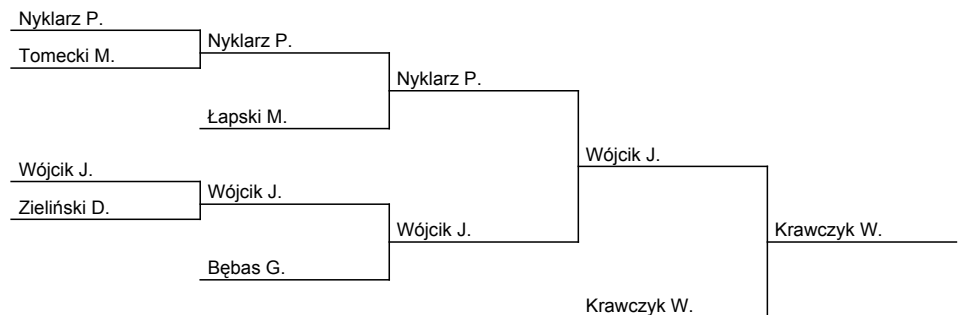 Nyklarz P.
Tomecki M.
Nyklarz P.
Nyklarz P.
Łapski M.
Wójcik J.
Wójcik J.
Zieliński D.
Wójcik J.
Wójcik J.
Krawczyk W.
Bębas G.
Krawczyk W.